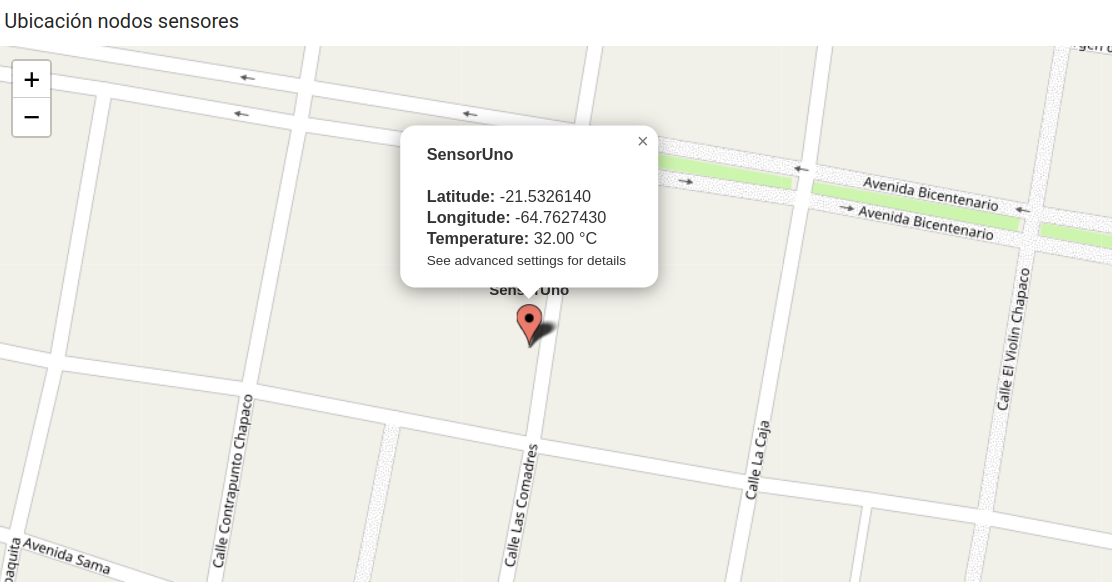 Ubicación nodos sensores
+
−
×
SensorUno
Latitude: -21.5326140
Longitude: -64.7627430
Temperature: 32.00 °C
See advanced settings for details
SensorUno
Avenida Bicentenario
Avenida Bicentenario
Calle El Violin Chapaco
Calle La Caja
Calle Contrapunto Chapaco
Calle Las Comadres
Avenida Sama